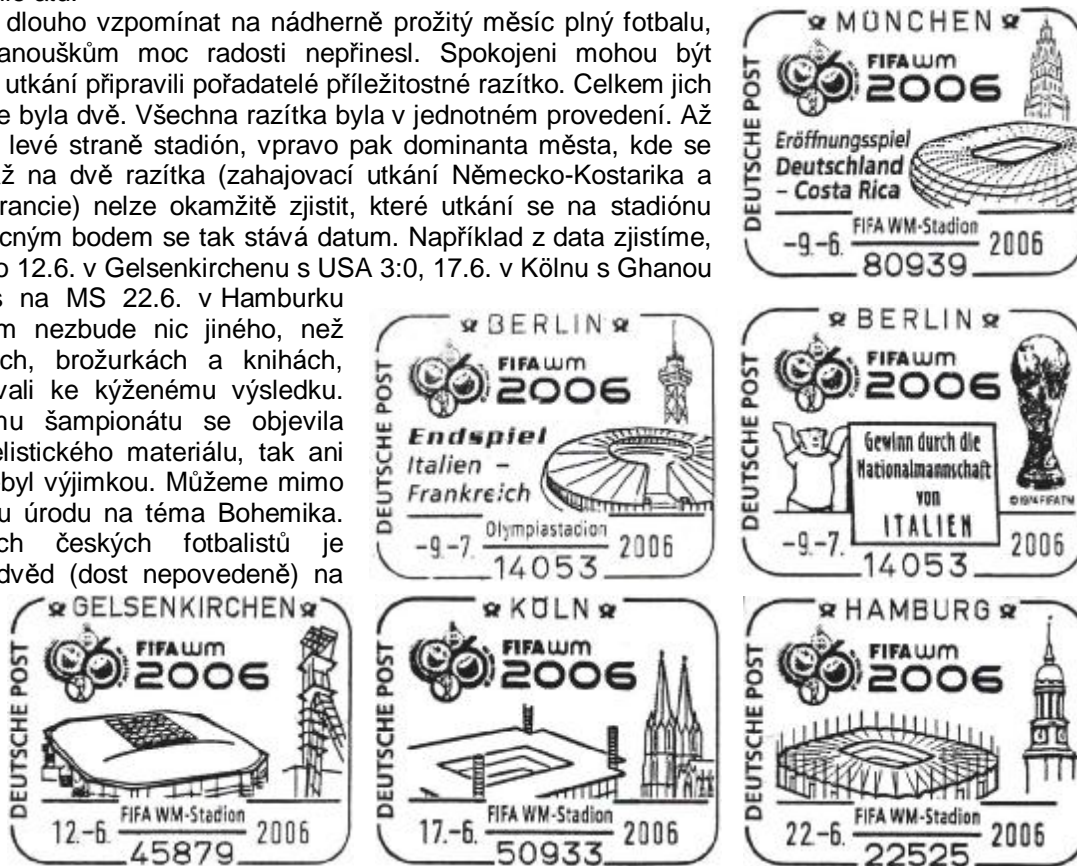 dlouho vzpomínat na nádherně prožitý měsíc plný fotbalu,
anouškům moc radosti nepřinesl. Spokojeni mohou být
utkání připravili pořadatelé příležitostné razítko. Celkem jich
e byla dvě. Všechna razítka byla v jednotném provedení. Až
levé straně stadión, vpravo pak dominanta města, kde se
až na dvě razítka (zahajovací utkání Německo-Kostarika a
rancie) nelze okamžitě zjistit, které utkání se na stadiónu
cným bodem se tak stává datum. Například z data zjistíme,
o 12.6. v Gelsenkirchenu s USA 3:0, 17.6. v Kölnu s Ghanou
s na MS 22.6. v Hamburku
m nezbude nic jiného, než
ch, brožurkách a knihách,
vali ke kýženému výsledku.
mu šampionátu se objevila
elistického materiálu, tak ani
byl výjimkou. Můžeme mimo
u úrodu na téma Bohemika.
ch českých fotbalistů je
dvěd (dost nepovedeně) na
MÜNCHEN
DEUTSCHE POST
FIFA WM
2006
Eröffnungsspiel
Deutschland
– Costa Rica
FIFA WM-Stadion
–9.-6. 2006
80939
BERLIN
DEUTSCHE POST
FIFA WM
2006
Endspiel
Italien –
Frankreich
Olympiastadion
–9.-7. 2006
14053
BERLIN
DEUTSCHE POST
FIFA WM
2006
Gewinn durch die
Nationalmannschaft
von
ITALIEN
© 1974 FIFA TM
–9.-7. 2006
14053
GELSENKIRCHEN
DEUTSCHE POST
FIFA WM
2006
FIFA WM-Stadion
12.-6. 2006
45879
KÖLN
DEUTSCHE POST
FIFA WM
2006
FIFA WM-Stadion
17.-6. 2006
50933
HAMBURG
DEUTSCHE POST
FIFA WM
2006
FIFA WM-Stadion
22.-6. 2006
22525